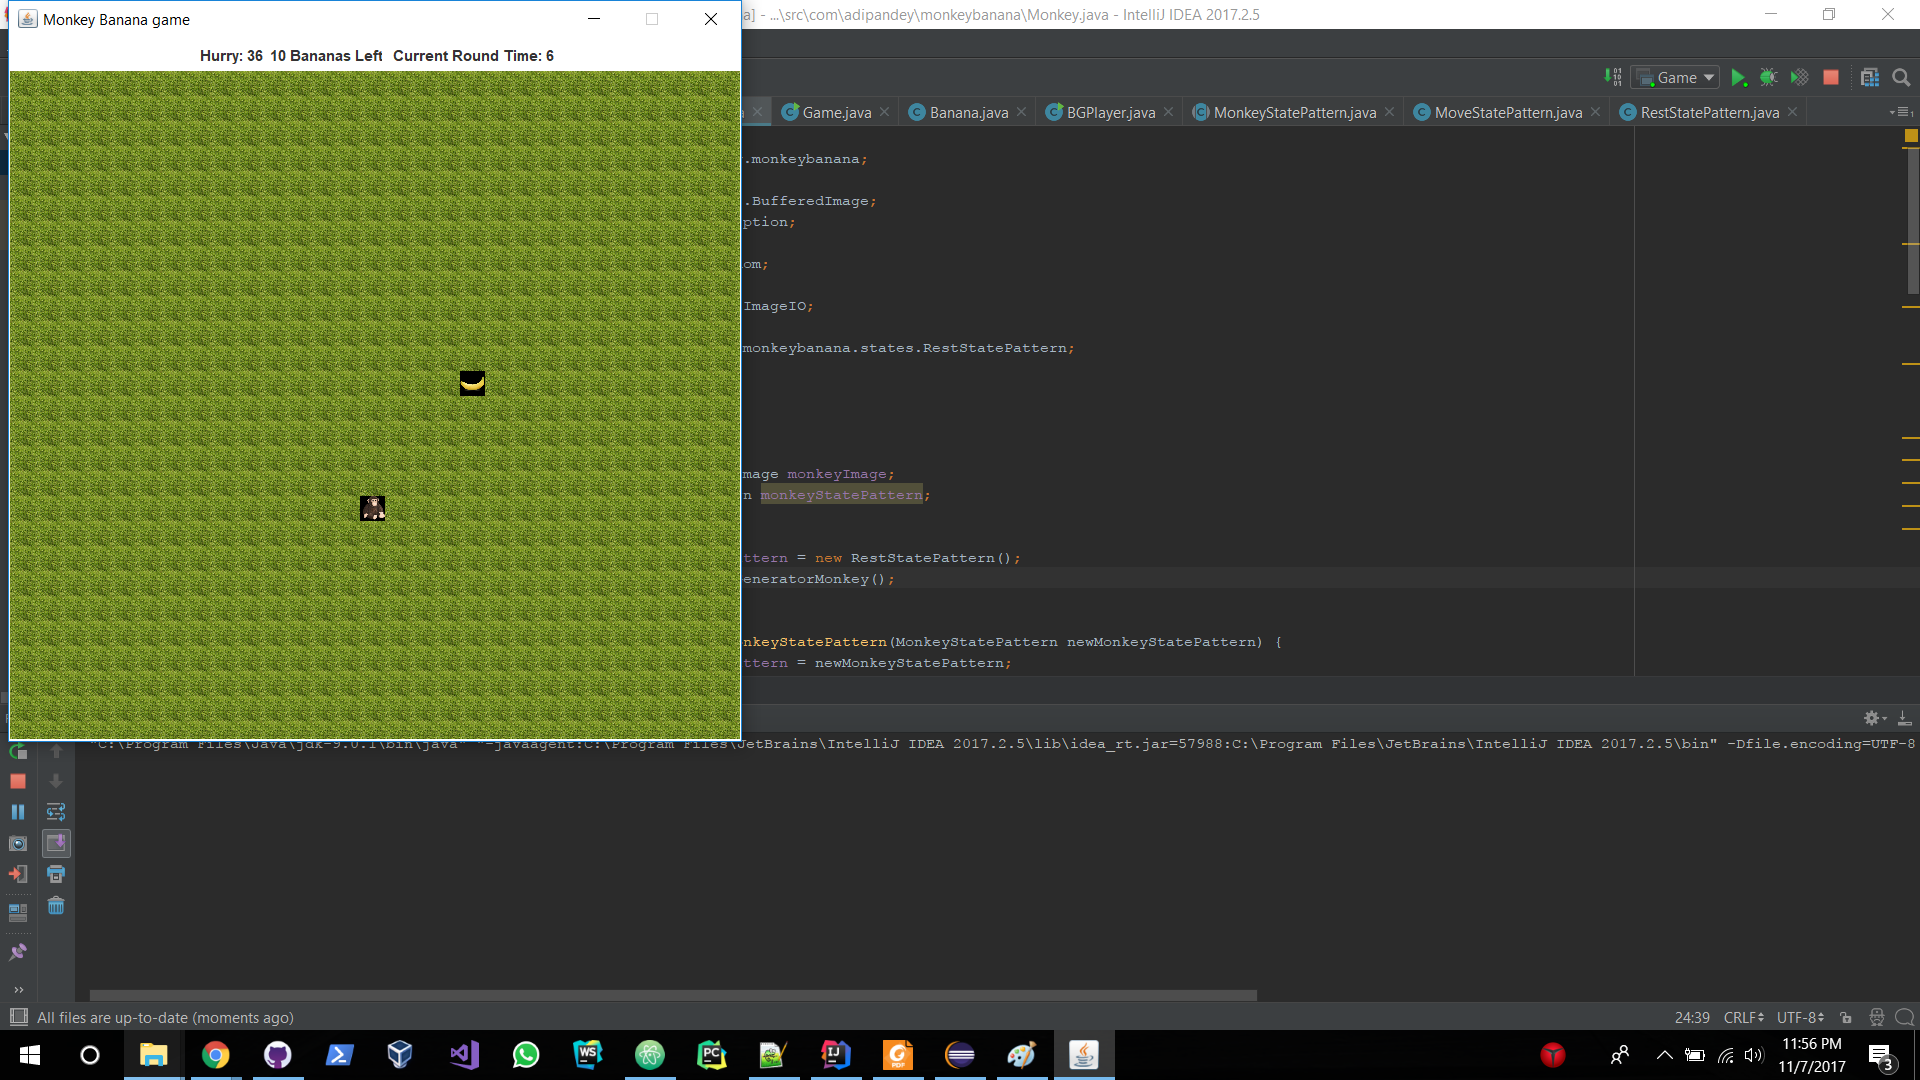 Monkey Banana game
a] - ...\src\com\adipandey\monkeybanana\Monkey.java - IntelliJ IDEA 2017.2.5
Hurry: 36 10 Bananas Left Current Round Time: 6
Game
Game.java
Banana.java
BGPlayer.java
MonkeyStatePattern.java
MoveStatePattern.java
RestStatePattern.java
.monkeybanana;
.BufferedImage;
ption;
om;
ImageIO;
monkeybanana.states.RestStatePattern;
mage monkeyImage;
n monkeyStatePattern;
ttern = new RestStatePattern();
eneratorMonkey();
nkeyStatePattern(MonkeyStatePattern newMonkeyStatePattern) {
ttern = newMonkeyStatePattern;
"C:\Program Files\Java\jdk-9.0.1\bin\java" "-javaagent:C:\Program Files\JetBrains\IntelliJ IDEA 2017.2.5\lib\idea_rt.jar=57988:C:\Program Files\JetBrains\IntelliJ IDEA 2017.2.5\bin" -Dfile.encoding=UTF-8
All files are up-to-date (moments ago)
24:39 CRLF UTF-8
11:56 PM
11/7/2017
3